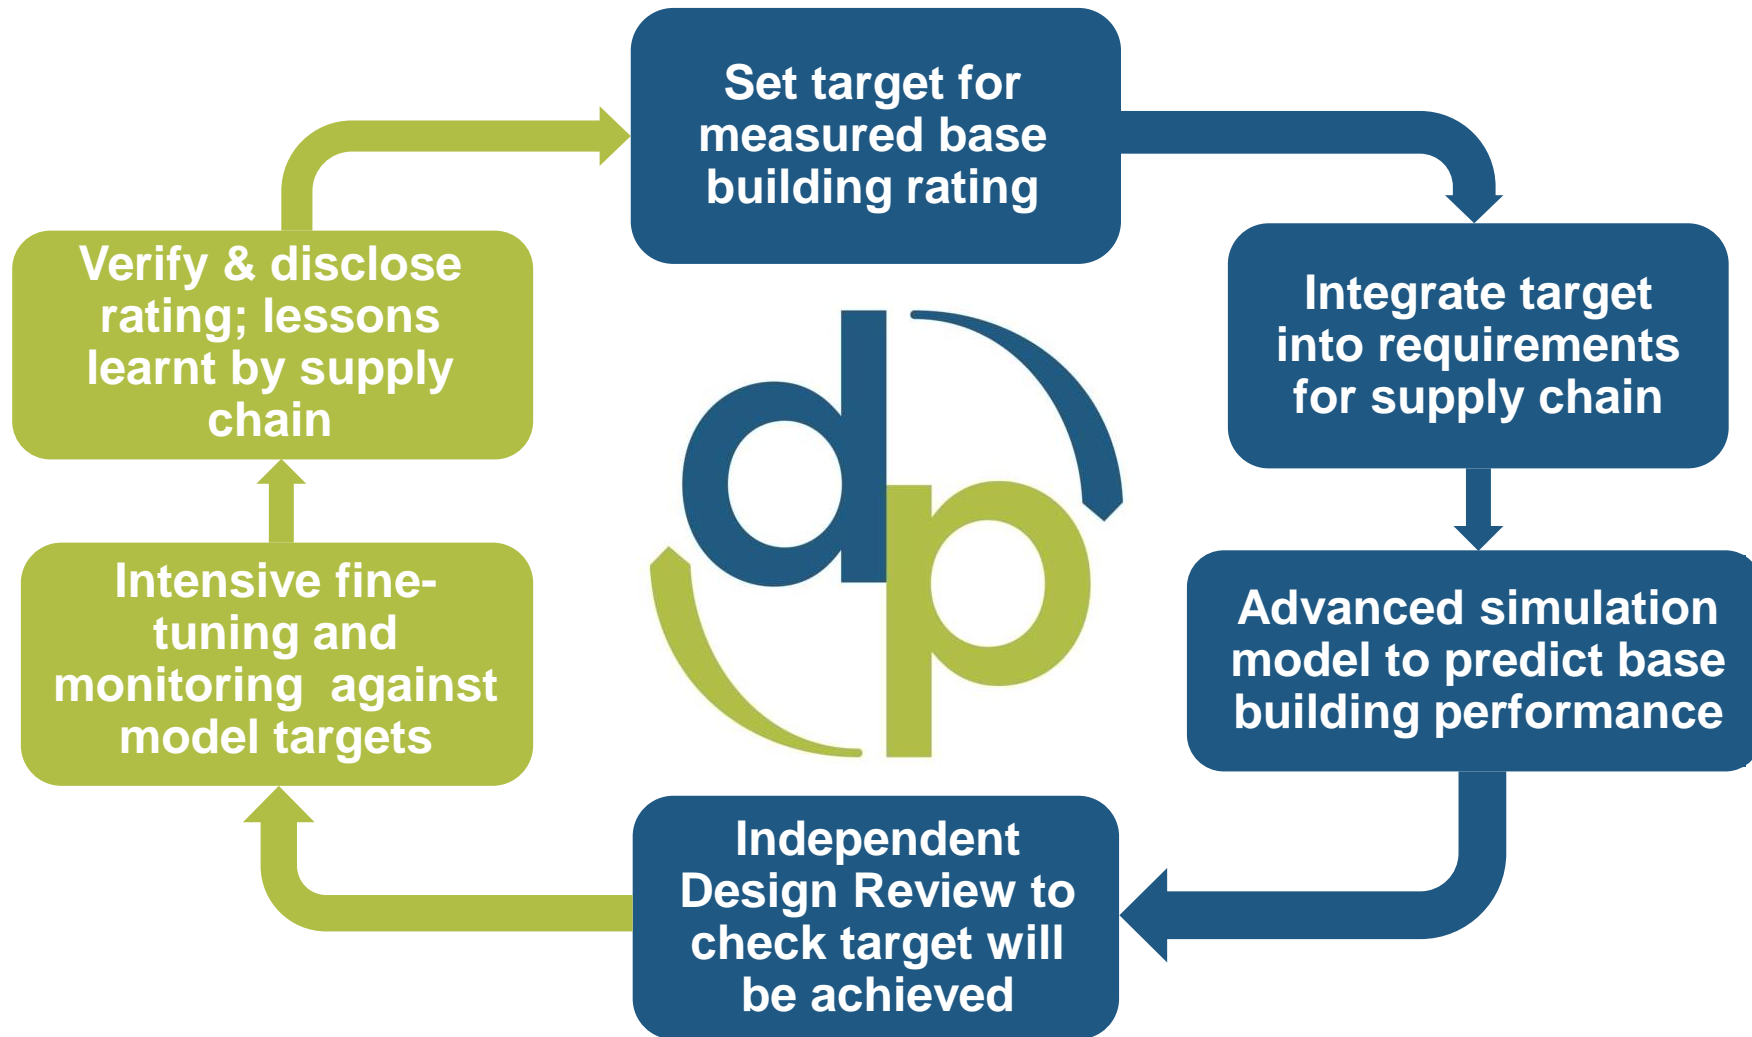 Set target for
measured base
building rating
Integrate target
into requirements
for supply chain
Advanced simulation
model to predict base
building performance
Independent
Design Review to
check target will
be achieved
Intensive fine-
tuning and
monitoring  against
model targets
Verify & disclose
rating; lessons
learnt by supply
chain
dp